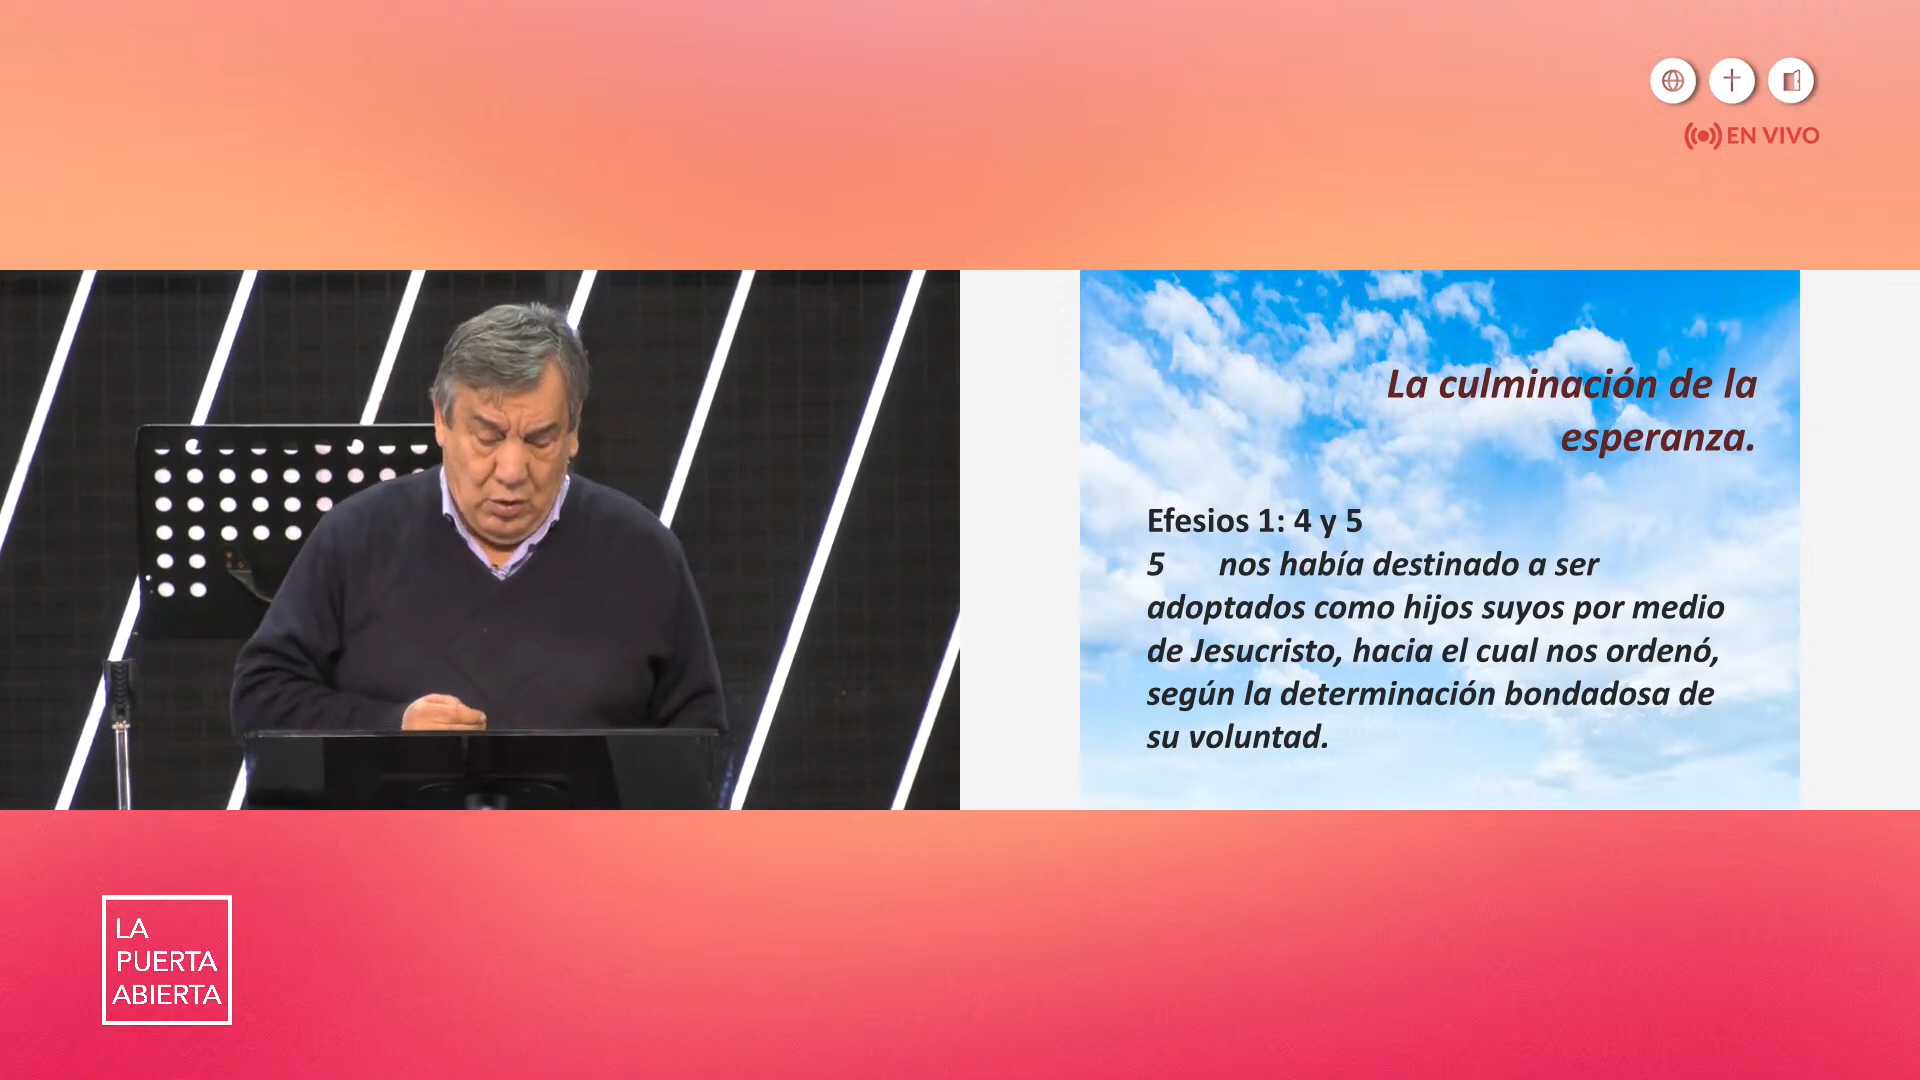 EN VIVO
La culminación de la
esperanza.
Efesios 1: 4 y 5
5 nos había destinado a ser
adoptados como hijos suyos por medio
de Jesucristo, hacia el cual nos ordenó,
según la determinación bondadosa de
su voluntad.
LA
PUERTA
ABIERTA